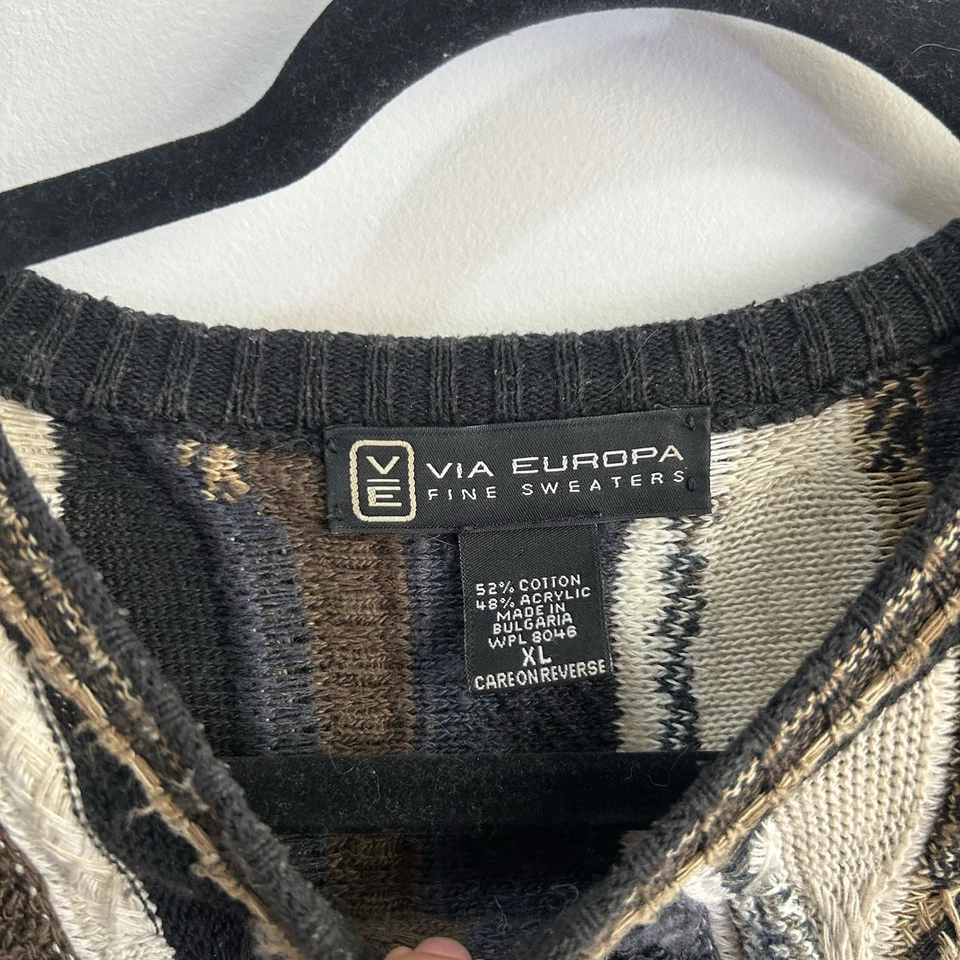 VE
VIA EUROPA
FINE SWEATERS
52% COTTON
48% ACRYLIC
MADE IN
BULGARIA
WPL 8046
XL
CARE ON REVERSE